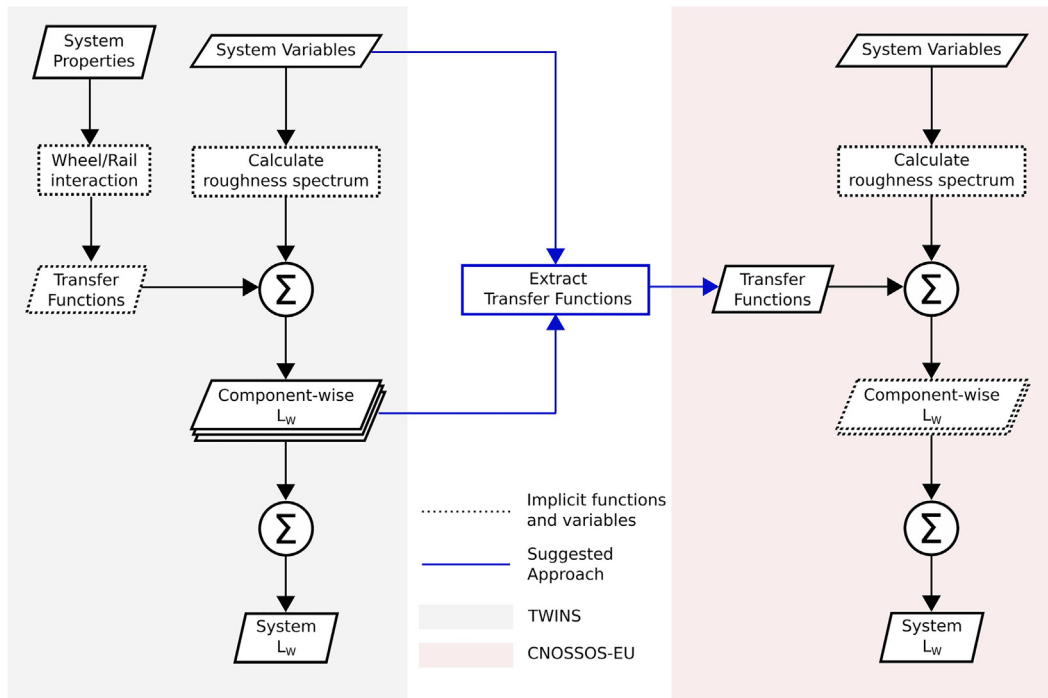 System
Properties
System Variables
Wheel/Rail
interaction
Calculate
roughness spectrum
Transfer
Functions
Σ
Component-wise
LW
Σ
System
LW
Extract
Transfer Functions
Implicit functions
and variables
Suggested
Approach
TWINS
CNOSSOS-EU
System Variables
Calculate
roughness spectrum
Transfer
Functions
Σ
Component-wise
LW
Σ
System
LW